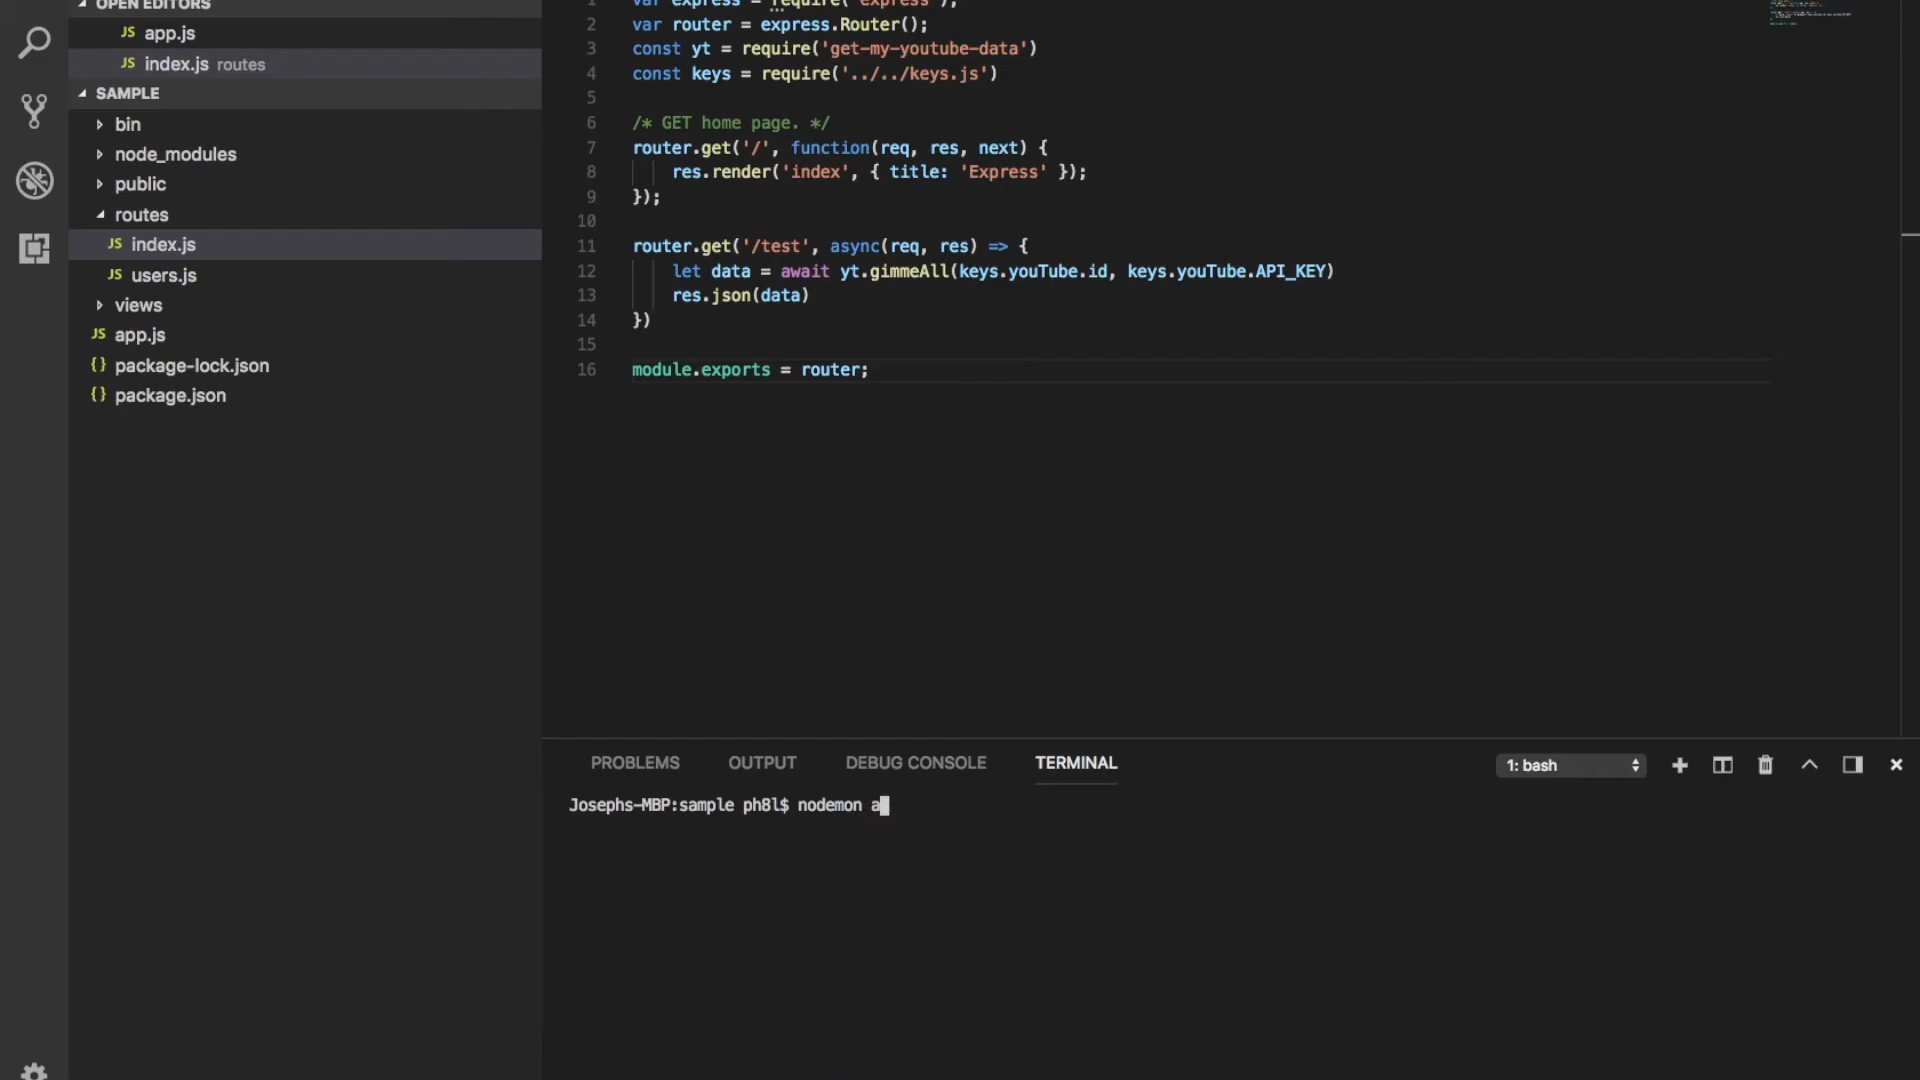 OPEN EDITORS
JS app.js
JS index.js routes
SAMPLE
bin
node_modules
public
routes
JS index.js
JS users.js
views
JS app.js
{} package-lock.json
{} package.json
1 var express = require('express');
2 var router = express.Router();
3 const yt = require('get-my-youtube-data')
4 const keys = require('../../keys.js')
5
6 /* GET home page. */
7 router.get('/', function(req, res, next) {
8 res.render('index', { title: 'Express' });
9 });
10
11 router.get('/test', async(req, res) => {
12 let data = await yt.gimmeAll(keys.youTube.id, keys.youTube.API_KEY)
13 res.json(data)
14 })
15
16 module.exports = router;
PROBLEMS OUTPUT DEBUG CONSOLE TERMINAL 1: bash
Josephs-MBP:sample ph8l$ nodemon a